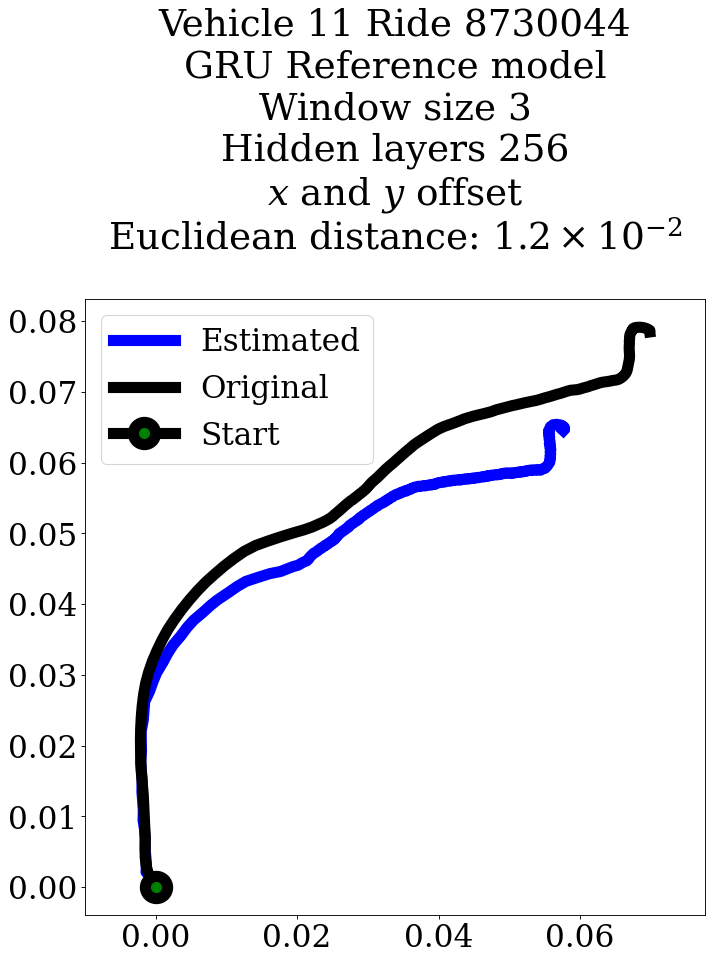 Vehicle 11 Ride 8730044
GRU Reference model
Window size 3
Hidden layers 256
x and y offset
Euclidean distance: 1.2 × 10⁻²
Estimated
Original
Start
0.08
0.07
0.06
0.05
0.04
0.03
0.02
0.01
0.00
0.00 0.02 0.04 0.06